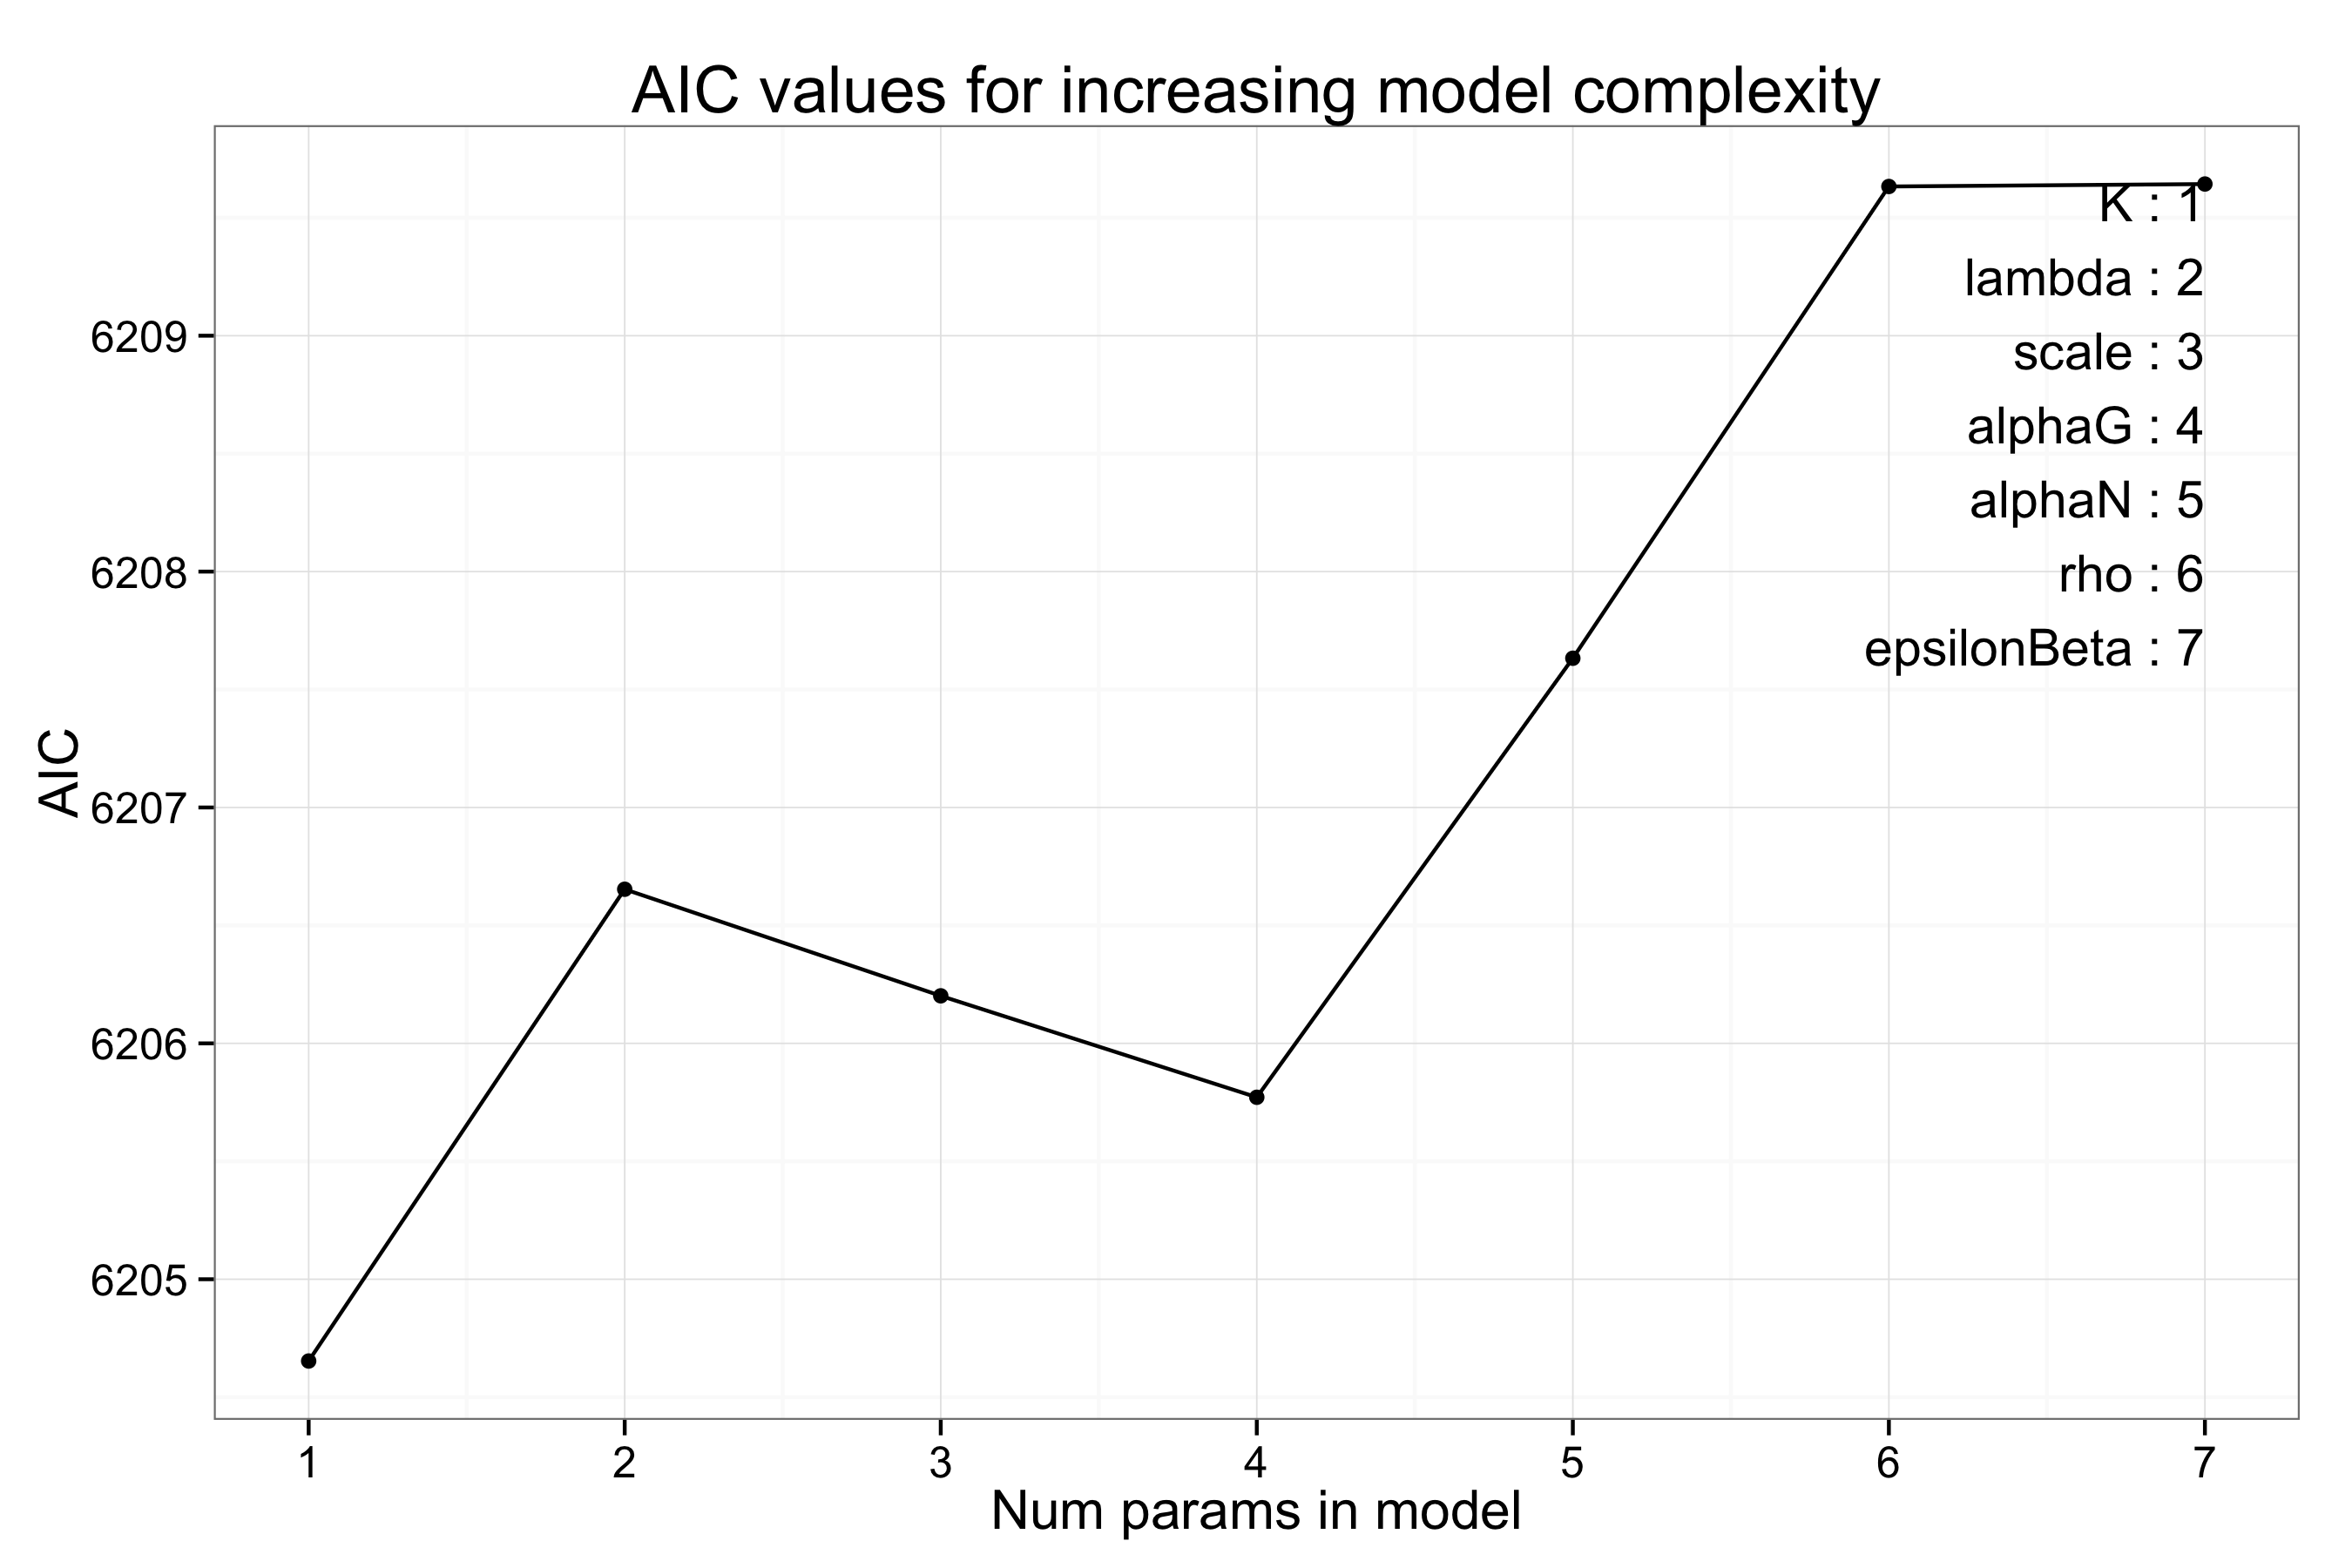 AIC values for increasing model complexity
K : 1
lambda : 2
scale : 3
alphaG : 4
alphaN : 5
rho : 6
epsilonBeta : 7
6209
6208
6207
6206
6205
AIC
1 2 3 4 5 6 7
Num params in model